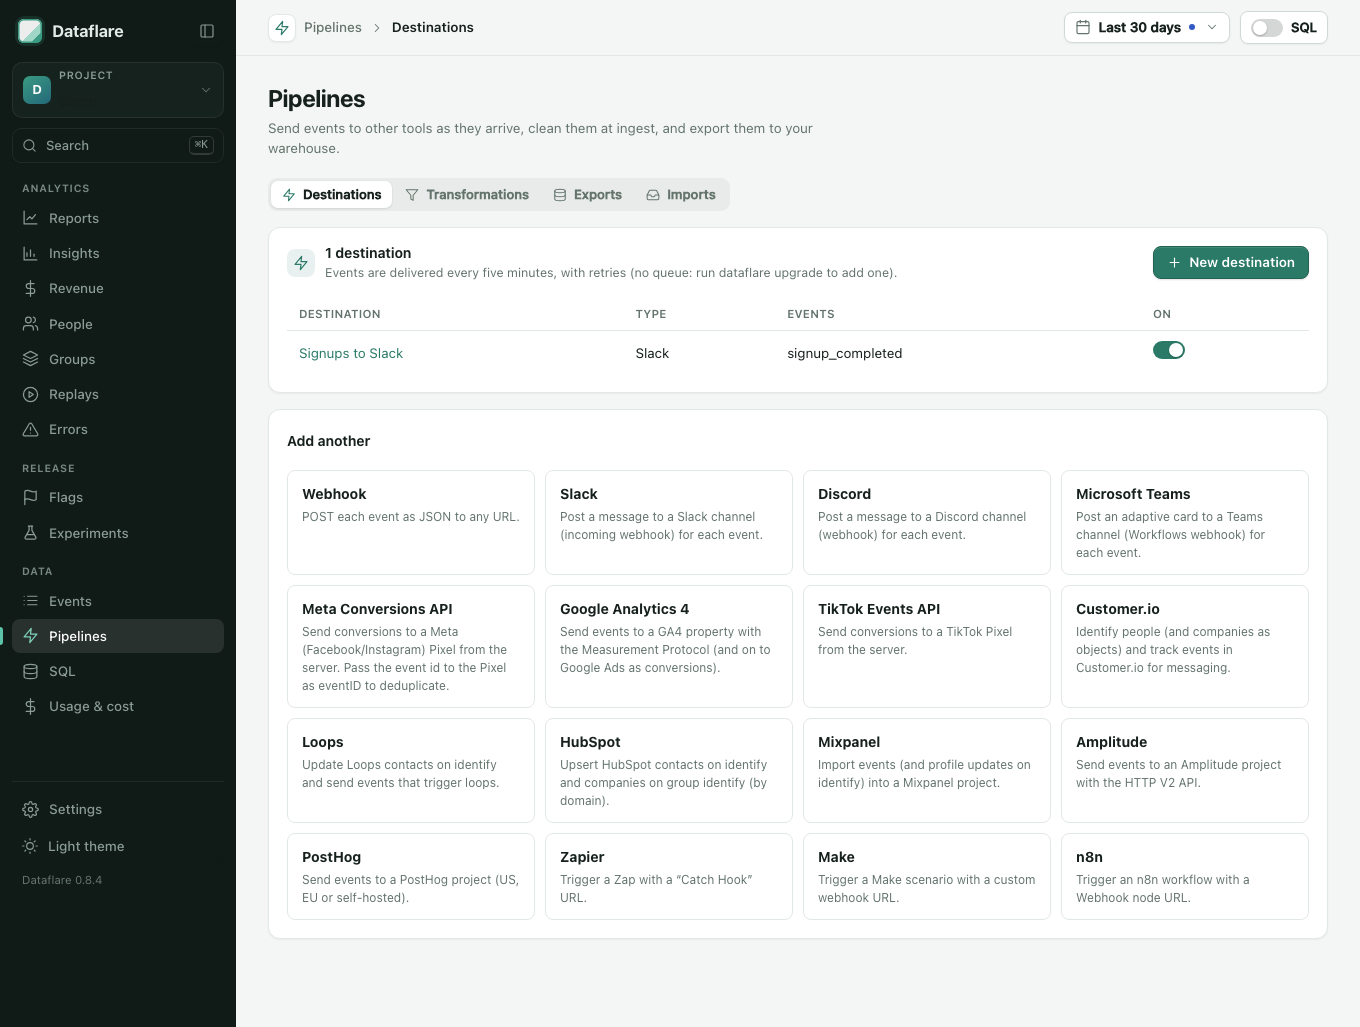 Dataflare
PROJECT
D
Search
⌘K
ANALYTICS
Reports
Insights
Revenue
People
Groups
Replays
Errors
RELEASE
Flags
Experiments
DATA
Events
Pipelines
SQL
Usage & cost
Settings
Light theme
Dataflare 0.8.4
Pipelines > Destinations
Last 30 days
SQL
Pipelines
Send events to other tools as they arrive, clean them at ingest, and export them to your
warehouse.
Destinations Transformations Exports Imports
1 destination
Events are delivered every five minutes, with retries (no queue: run dataflare upgrade to add one).
New destination
DESTINATION TYPE EVENTS ON
Signups to Slack Slack signup_completed
Add another
Webhook
POST each event as JSON to any URL.
Slack
Post a message to a Slack channel
(incoming webhook) for each event.
Discord
Post a message to a Discord channel
(webhook) for each event.
Microsoft Teams
Post an adaptive card to a Teams
channel (Workflows webhook) for
each event.
Meta Conversions API
Send conversions to a Meta
(Facebook/Instagram) Pixel from the
server. Pass the event id to the Pixel
as eventID to deduplicate.
Google Analytics 4
Send events to a GA4 property with
the Measurement Protocol (and on to
Google Ads as conversions).
TikTok Events API
Send conversions to a TikTok Pixel
from the server.
Customer.io
Identify people (and companies as
objects) and track events in
Customer.io for messaging.
Loops
Update Loops contacts on identify
and send events that trigger loops.
HubSpot
Upsert HubSpot contacts on identify
and companies on group identify (by
domain).
Mixpanel
Import events (and profile updates on
identify) into a Mixpanel project.
Amplitude
Send events to an Amplitude project
with the HTTP V2 API.
PostHog
Send events to a PostHog project (US,
EU or self-hosted).
Zapier
Trigger a Zap with a “Catch Hook”
URL.
Make
Trigger a Make scenario with a custom
webhook URL.
n8n
Trigger an n8n workflow with a
Webhook node URL.